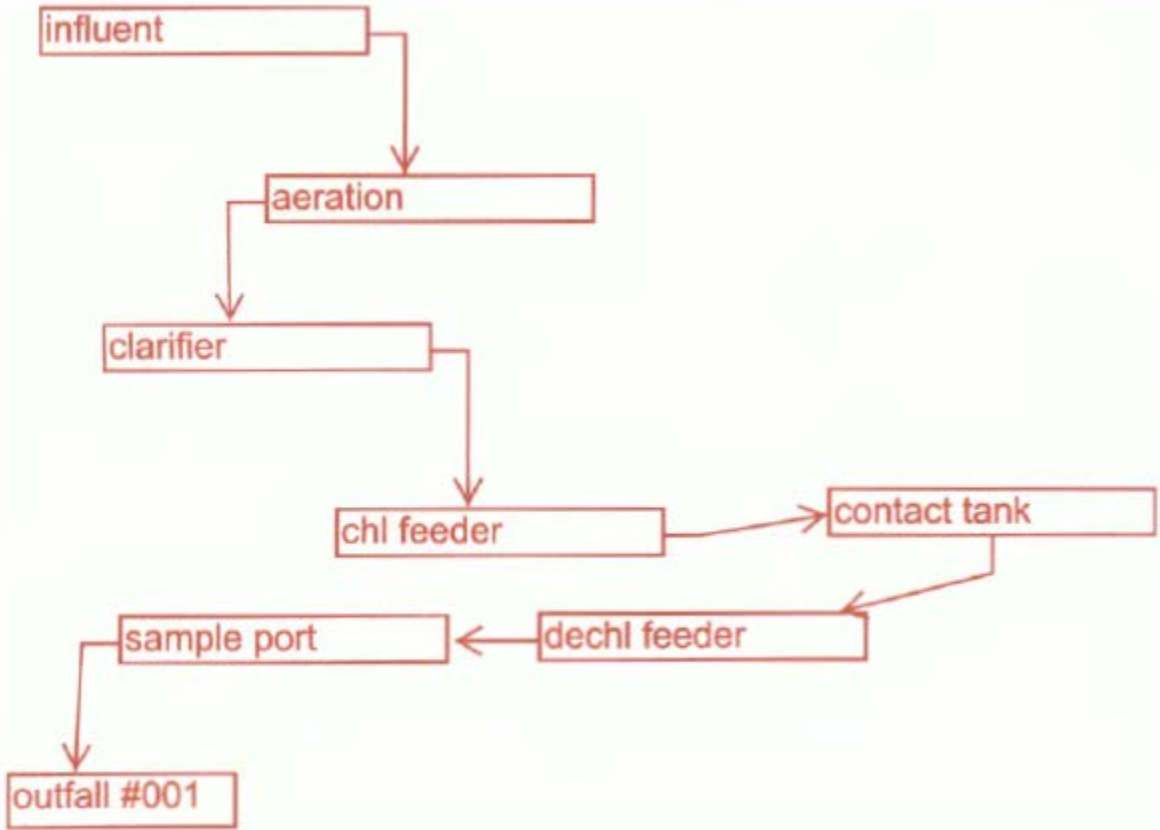 influent
aeration
clarifier
chl feeder
contact tank
dechl feeder
sample port
outfall #001